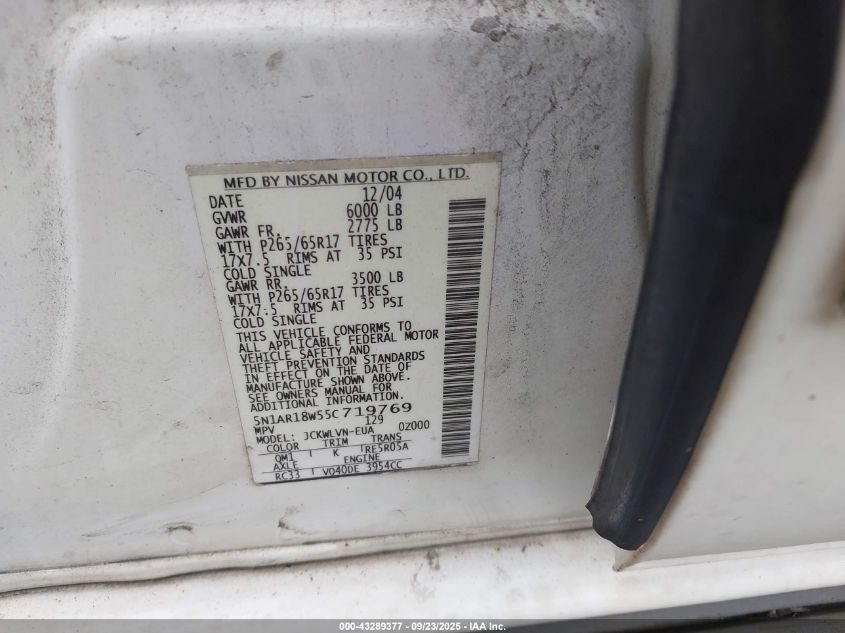 MFD BY NISSAN MOTOR CO., LTD.
DATE 12/04
GVWR 6000 LB
GAWR FR. 2775 LB
WITH P265/65R17 TIRES
17X7.5 RIMS AT 35 PSI
COLD SINGLE
GAWR RR. 3500 LB
WITH P265/65R17 TIRES
17X7.5 RIMS AT 35 PSI
COLD SINGLE
THIS VEHICLE CONFORMS TO
ALL APPLICABLE FEDERAL MOTOR
VEHICLE SAFETY AND
THEFT PREVENTION STANDARDS
IN EFFECT ON THE DATE OF
MANUFACTURE SHOWN ABOVE.
SEE OWNERS MANUAL FOR
ADDITIONAL INFORMATION.
5N1AR18W55C719769
MPV 129
MODEL: JCKWLVN-EUA 0Z000
COLOR TRIM TRANS
QM1 K RE5R05A
AXLE ENGINE
RC33 VQ40DE 3954CC
000-43289377 - 09/23/2025 - IAA Inc.